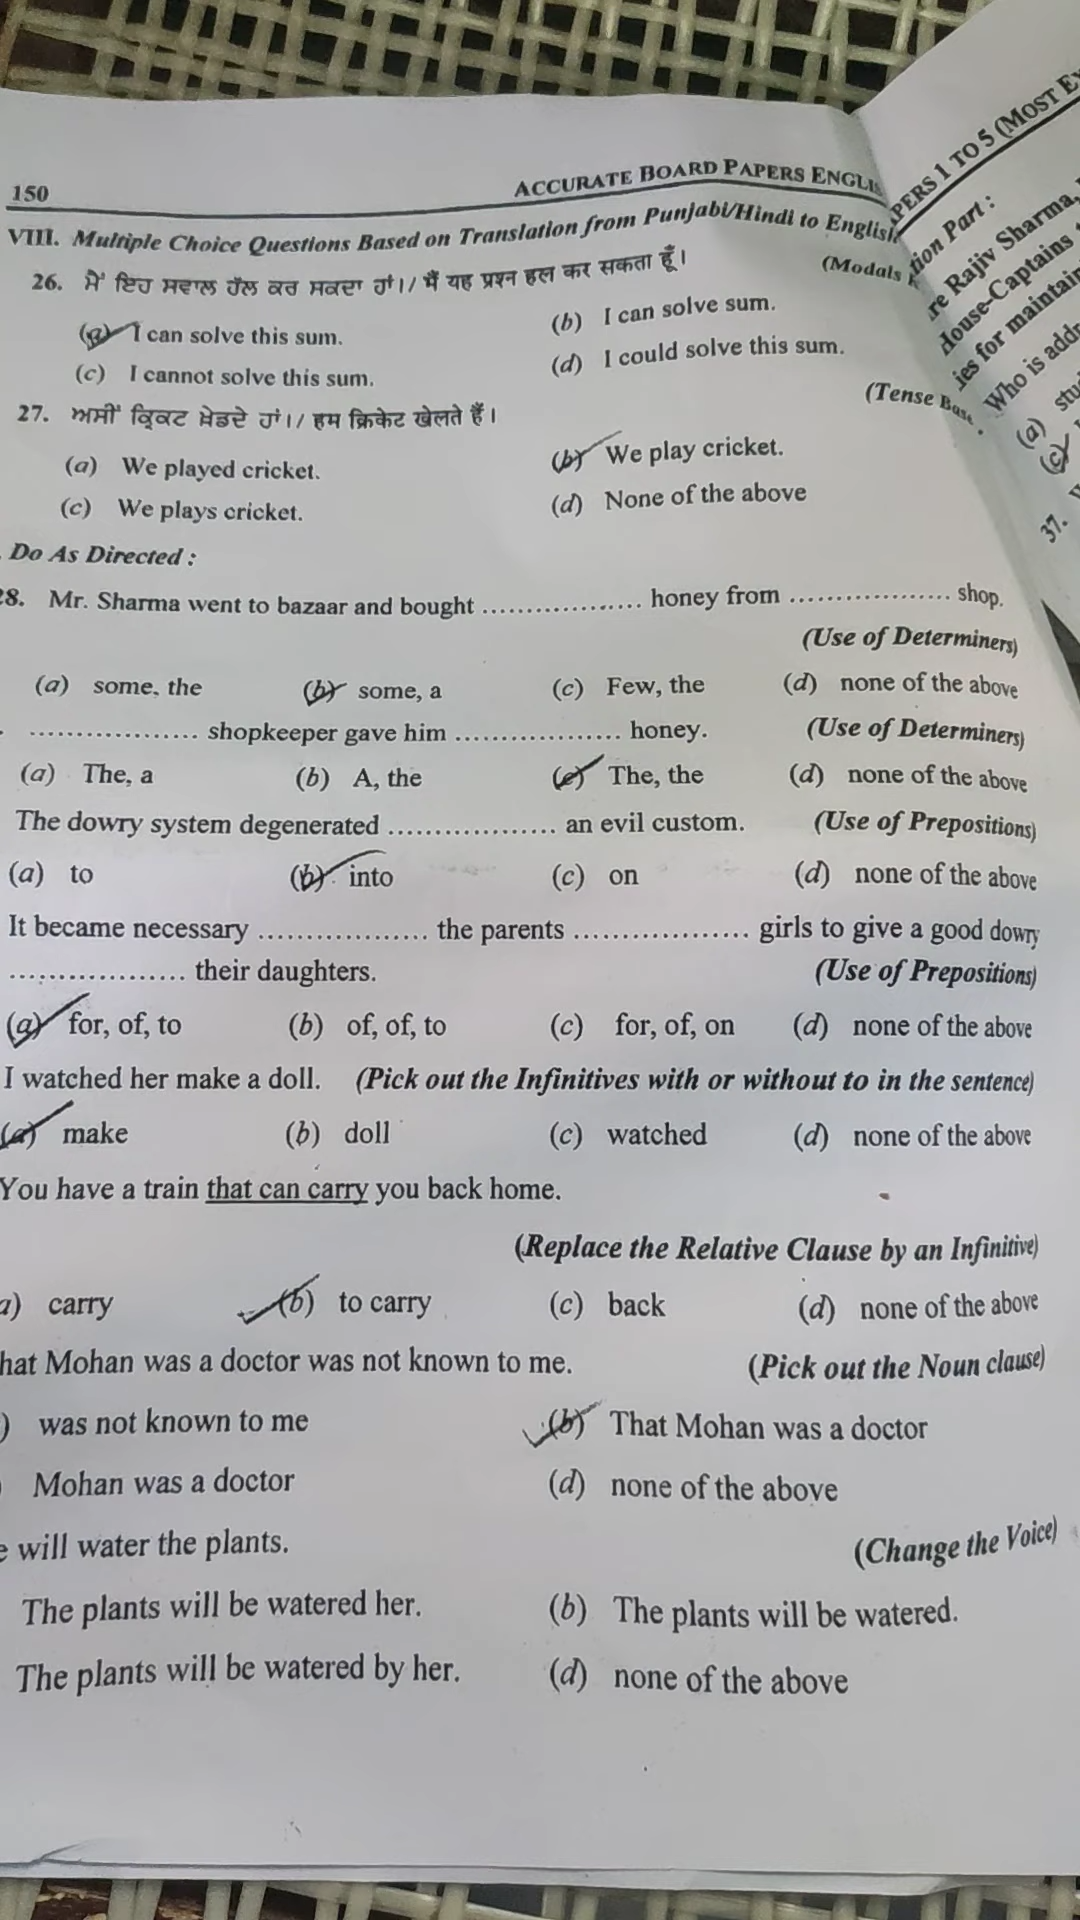 150
ACCURATE BOARD PAPERS
VIII. Multiple Choice Questions Based on Translation from Punjabi/Hindi to English
(Modals
26. ਮੈਂ ਇਹ ਸਵਾਲ ਹੱਲ ਕਰ ਸਕਦਾ ਹਾਂ।/ मैं यह प्रश्न हल कर सकता हूँ।
(a) I can solve this sum. (b) I can solve sum.
(c) I cannot solve this sum. (d) I could solve this sum.
(Tense
27. ਅਸੀਂ ਕ੍ਰਿਕਟ ਖੇਡਦੇ ਹਾਂ।/ हम क्रिकेट खेलते हैं।
(a) We played cricket. (b) We play cricket.
(c) We plays cricket. (d) None of the above
Do As Directed :
28. Mr. Sharma went to bazaar and bought .................. honey from .................. shop.
(Use of Determiners)
(a) some, the (b) some, a (c) Few, the (d) none of the above
.................. shopkeeper gave him .................. honey. (Use of Determiners)
(a) The, a (b) A, the (c) The, the (d) none of the above
The dowry system degenerated .................. an evil custom. (Use of Prepositions)
(a) to (b) into (c) on (d) none of the above
It became necessary .................. the parents .................. girls to give a good dowry
.................. their daughters. (Use of Prepositions)
(a) for, of, to (b) of, of, to (c) for, of, on (d) none of the above
I watched her make a doll. (Pick out the Infinitives with or without to in the sentence)
(a) make (b) doll (c) watched (d) none of the above
You have a train that can carry you back home.
(Replace the Relative Clause by an Infinitive)
a) carry (b) to carry (c) back (d) none of the above
hat Mohan was a doctor was not known to me. (Pick out the Noun clause)
) was not known to me (b) That Mohan was a doctor
Mohan was a doctor (d) none of the above
e will water the plants. (Change the Voice)
The plants will be watered her. (b) The plants will be watered.
The plants will be watered by her. (d) none of the above
PERS 1 TO 5 (MOST
tion Part :
re Rajiv Sharma,
House-Captains
ies for maintain
Who is addr
(a) stu
(c)
37.